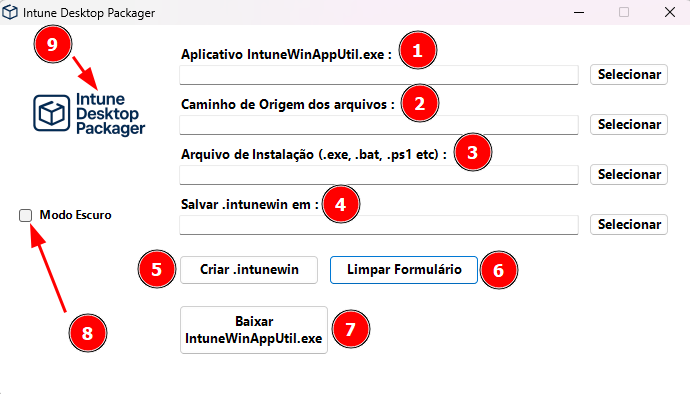 Intune Desktop Packager
9
Intune
Desktop
Packager
Aplicativo IntuneWinAppUtil.exe :
1
Selecionar
Caminho de Origem dos arquivos :
2
Selecionar
Arquivo de Instalação (.exe, .bat, .ps1 etc) :
3
Selecionar
Modo Escuro
8
Salvar .intunewin em :
4
Selecionar
5
Criar .intunewin
Limpar Formulário
6
Baixar
IntuneWinAppUtil.exe
7